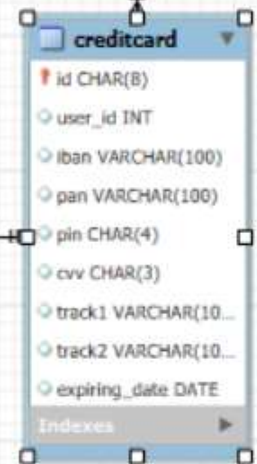 creditcard
id CHAR(8)
user_id INT
iban VARCHAR(100)
pan VARCHAR(100)
pin CHAR(4)
cvv CHAR(3)
track1 VARCHAR(10...
track2 VARCHAR(10...
expiring_date DATE
Indexes